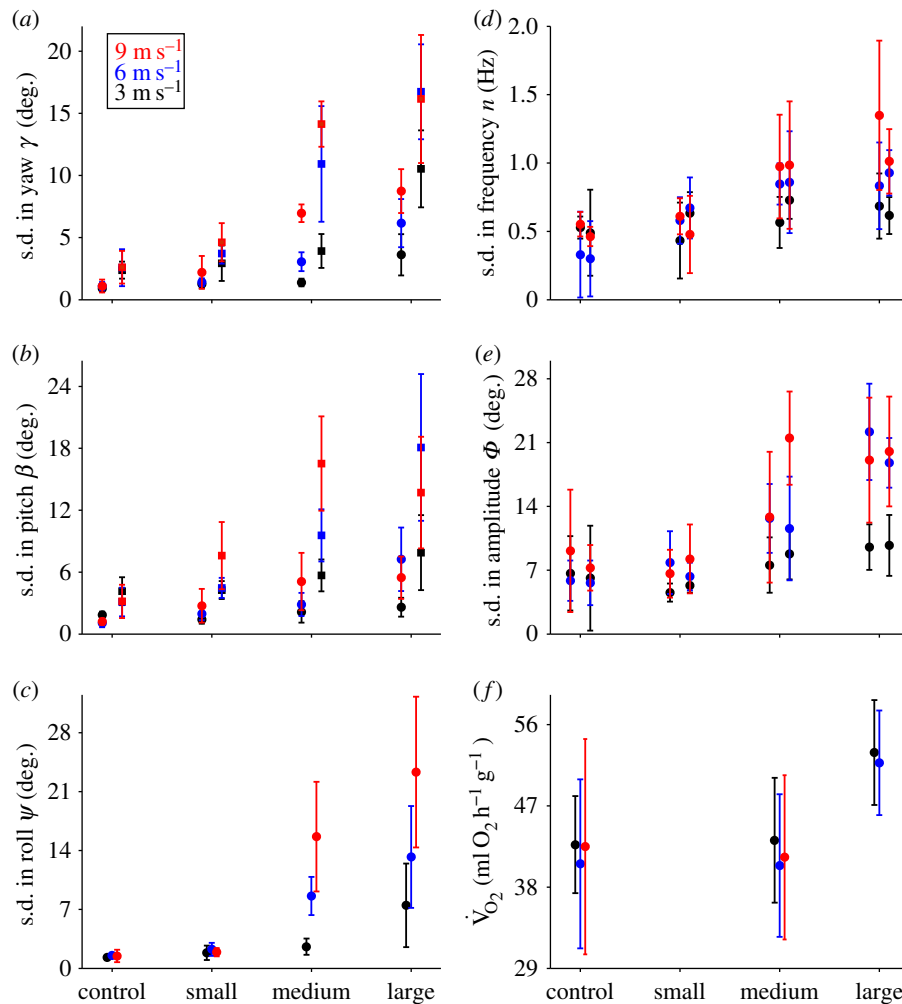 (a)
20
15
10
5
0
s.d. in yaw γ (deg.)
9 m s⁻¹
6 m s⁻¹
3 m s⁻¹
(d)
2.0
1.5
1.0
0.5
0
s.d. in frequency n (Hz)
(b)
24
18
12
6
0
s.d. in pitch β (deg.)
(e)
28
21
14
7
0
s.d. in amplitude Φ (deg.)
(c)
28
21
14
7
0
s.d. in roll ψ (deg.)
control small medium large
(f)
56
47
38
29
V̇O₂ (ml O₂ h⁻¹ g⁻¹)
control small medium large